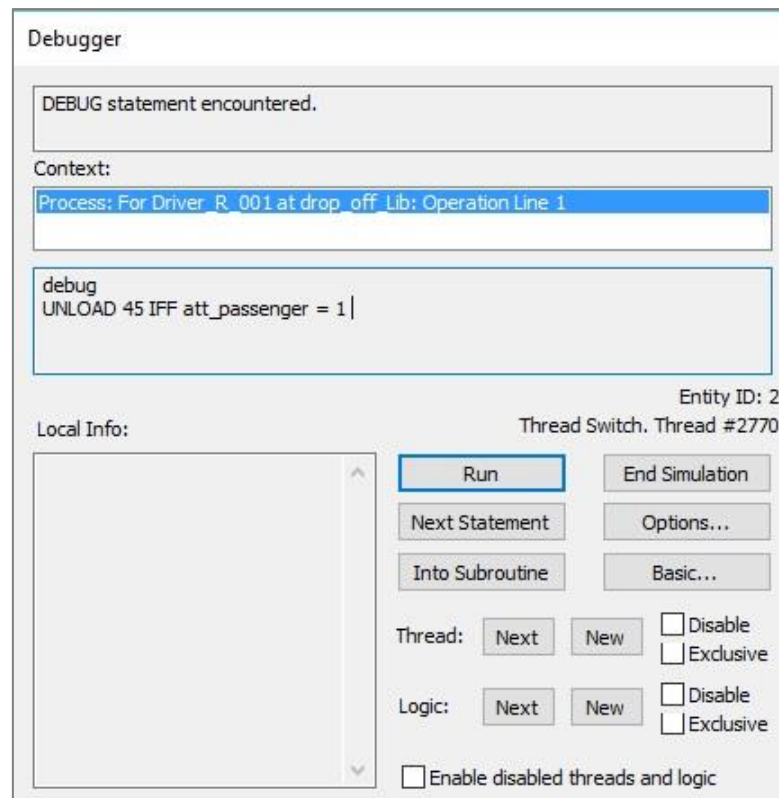 Debugger
DEBUG statement encountered.
Context:
Process: For Driver_R_001 at drop_off_Lib: Operation Line 1
debug
UNLOAD 45 IFF att_passenger = 1
Entity ID: 2
Local Info:
Thread Switch. Thread #2770
Run
End Simulation
Next Statement
Options...
Into Subroutine
Basic...
Thread:
Next
New
Disable
Exclusive
Logic:
Next
New
Disable
Exclusive
Enable disabled threads and logic